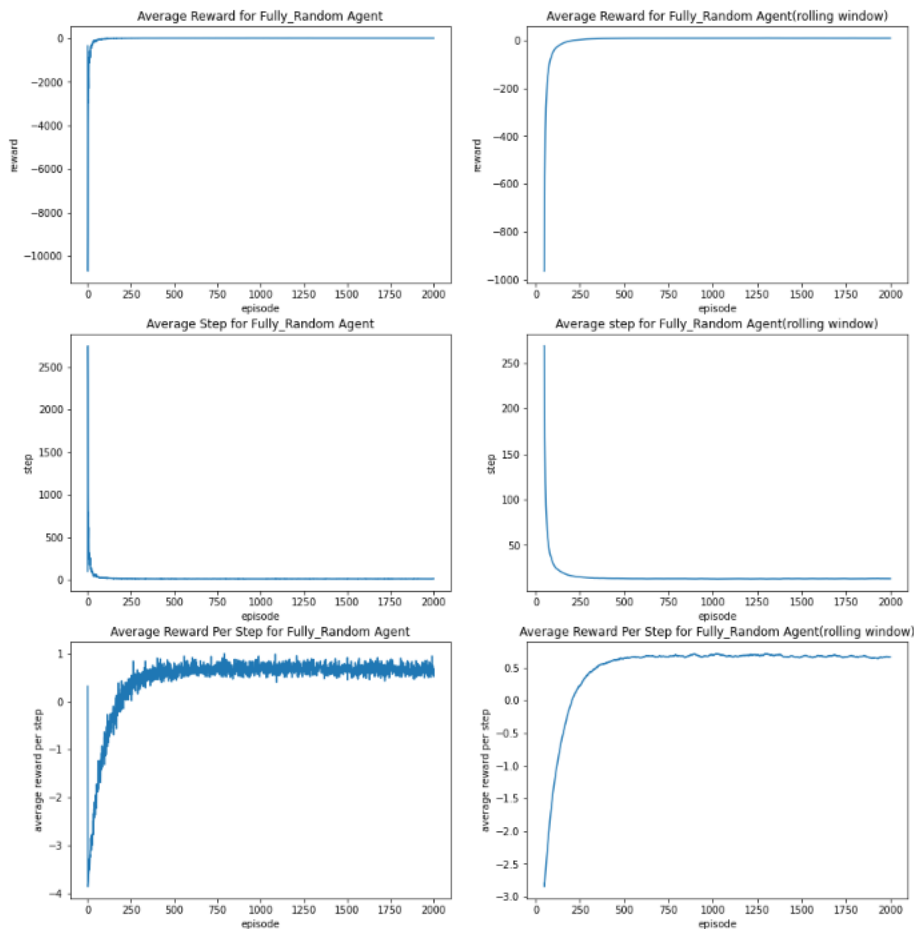 Average Reward for Fully_Random Agent
0
−2000
−4000
−6000
−8000
−10000
reward
0 250 500 750 1000 1250 1500 1750 2000
episode
Average Reward for Fully_Random Agent(rolling window)
0
−200
−400
−600
−800
−1000
reward
0 250 500 750 1000 1250 1500 1750 2000
episode
Average Step for Fully_Random Agent
2500
2000
1500
1000
500
0
step
0 250 500 750 1000 1250 1500 1750 2000
episode
Average step for Fully_Random Agent(rolling window)
250
200
150
100
50
step
0 250 500 750 1000 1250 1500 1750 2000
episode
Average Reward Per Step for Fully_Random Agent
1
0
−1
−2
−3
−4
average reward per step
0 250 500 750 1000 1250 1500 1750 2000
episode
Average Reward Per Step for Fully_Random Agent(rolling window)
0.5
0.0
−0.5
−1.0
−1.5
−2.0
−2.5
−3.0
average reward per step
0 250 500 750 1000 1250 1500 1750 2000
episode